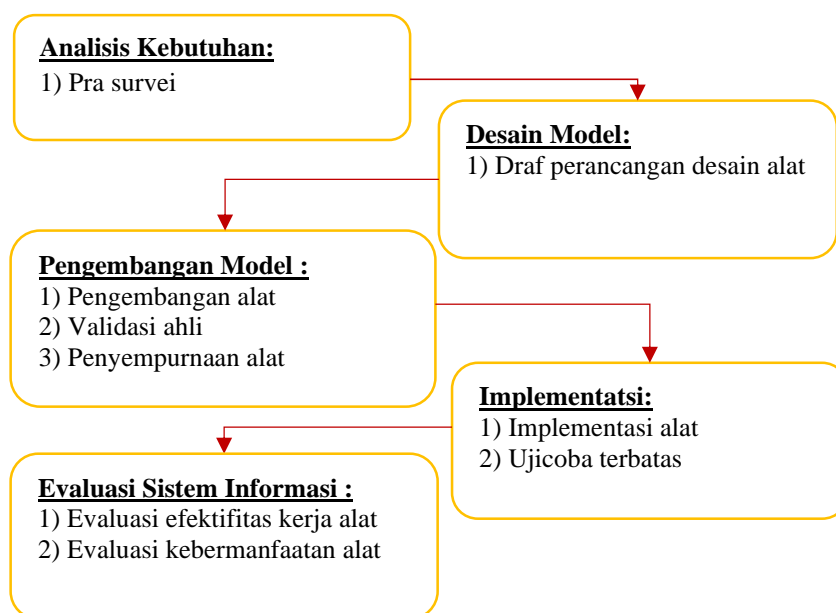 Analisis Kebutuhan:
1) Pra survei
Desain Model:
1) Draf perancangan desain alat
Pengembangan Model :
1) Pengembangan alat
2) Validasi ahli
3) Penyempurnaan alat
Implementatsi:
1) Implementasi alat
2) Ujicoba terbatas
Evaluasi Sistem Informasi :
1) Evaluasi efektifitas kerja alat
2) Evaluasi kebermanfaatan alat